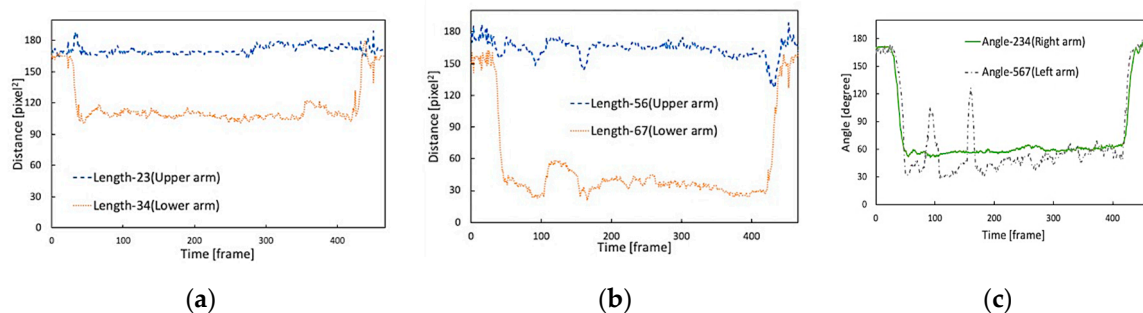 180
150
120
90
60
30
0
Distance [pixel²]
Length-23(Upper arm)
Length-34(Lower arm)
0 100 200 300 400
Time [frame]
(a)
180
150
120
90
60
30
0
Distance [pixel²]
Length-56(Upper arm)
Length-67(Lower arm)
0 100 200 300 400
Time [frame]
(b)
180
150
120
90
60
30
0
Angle [degree]
Angle-234(Right arm)
Angle-567(Left arm)
0 100 200 300 400
Time [frame]
(c)